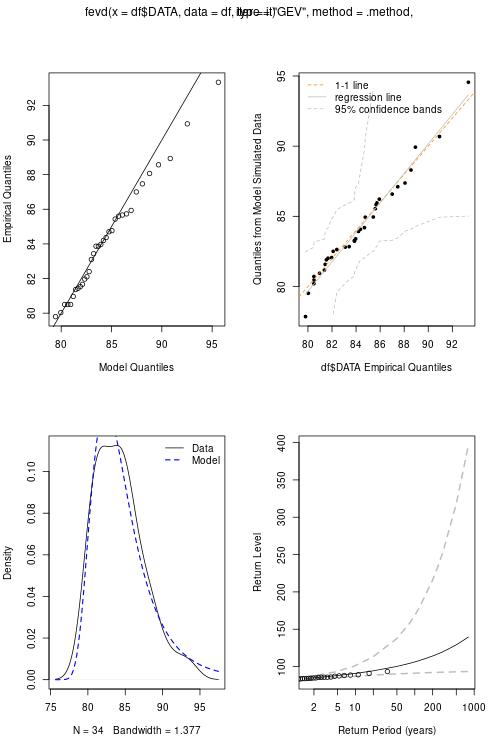 fevd(x = df$DATA, data = df, type = "GEV", method = .method,
Empirical Quantiles
80 82 84 86 88 90 92
80 85 90 95
Model Quantiles
Quantiles from Model Simulated Data
80 85 90 95
1-1 line
regression line
95% confidence bands
80 82 84 86 88 90 92
df$DATA Empirical Quantiles
Density
0.00 0.02 0.04 0.06 0.08 0.10
Data
Model
75 80 85 90 95
N = 34 Bandwidth = 1.377
Return Level
100 150 200 250 300 350 400
2 5 10 50 200 1000
Return Period (years)